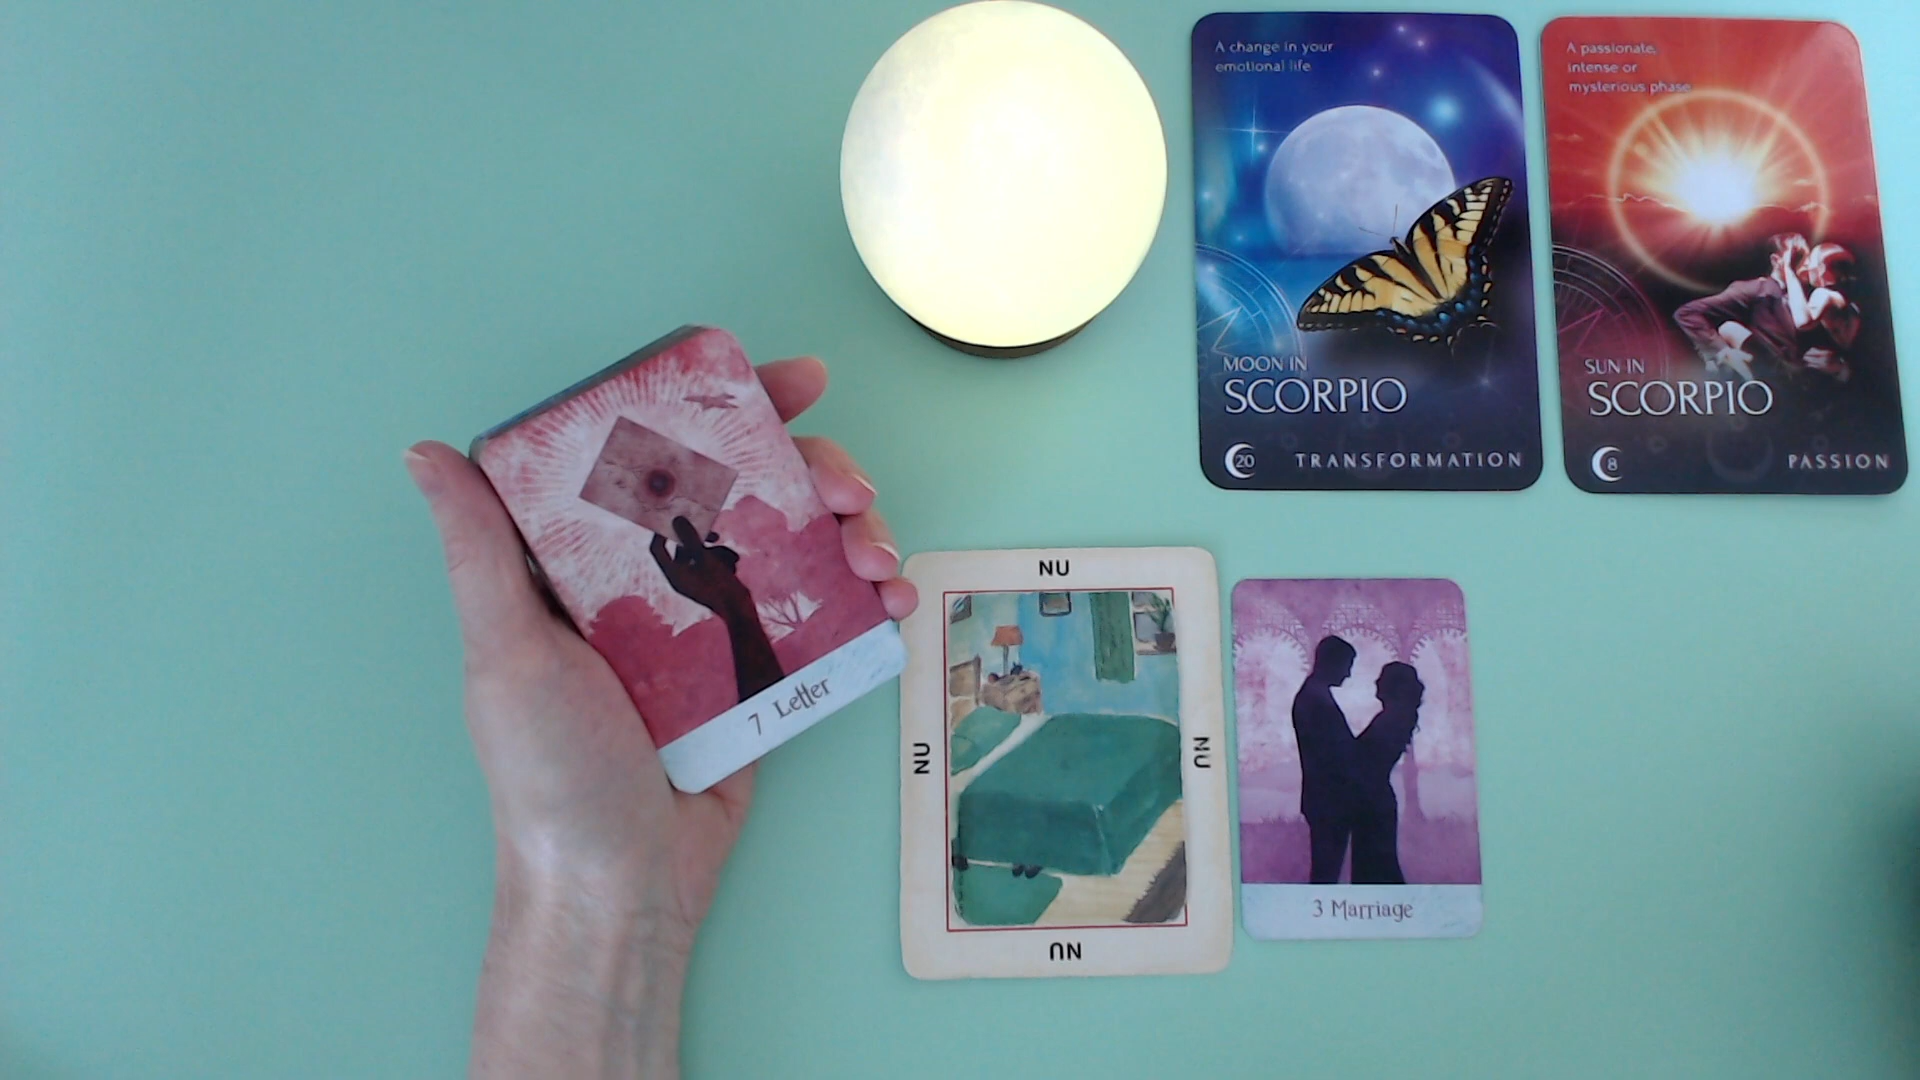 A change in your
emotional life
MOON IN
SCORPIO
20
TRANSFORMATION
A passionate,
intense or
mysterious phase
SUN IN
SCORPIO
8
PASSION
7 Letter
NU
NU
NU
NU
3 Marriage